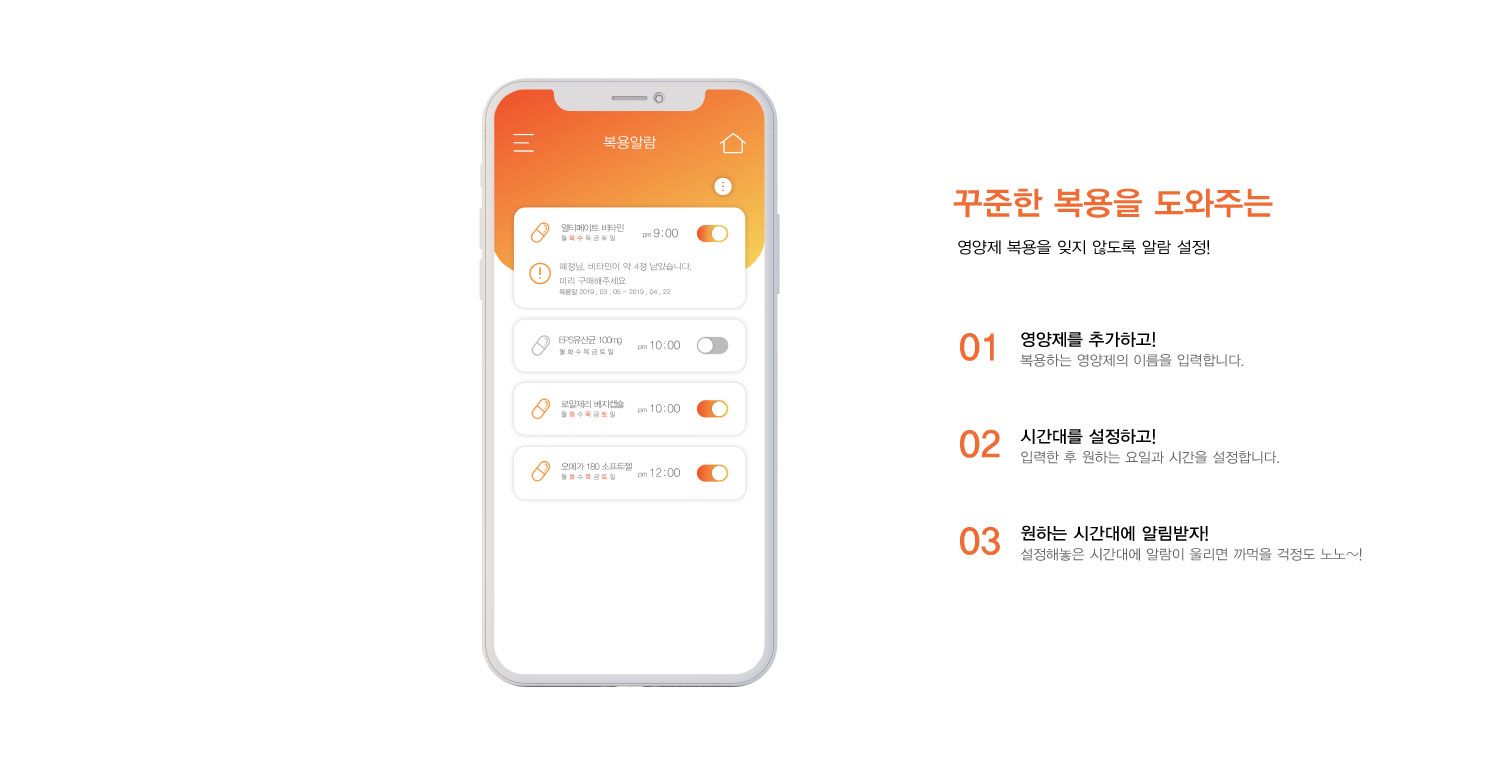 복용알람
얼티메이트 비타민
월 화 수 목 금 토 일
pm 9:00
혜정님, 비타민이 약 4정 남았습니다.
미리 구매해주세요
복용일 2019 . 03 . 05 - 2019 . 04 . 22
EPS유산균 100mg
월 화 수 목 금 토 일
pm 10:00
로얄제리 베지캡슐
월 화 수 목 금 토 일
pm 10:00
오메가 180 소프트젤
월 화 수 목 금 토 일
pm 12:00
꾸준한 복용을 도와주는
영양제 복용을 잊지 않도록 알람 설정!
01
영양제를 추가하고!
복용하는 영양제의 이름을 입력합니다.
02
시간대를 설정하고!
입력한 후 원하는 요일과 시간을 설정합니다.
03
원하는 시간대에 알림받자!
설정해놓은 시간대에 알람이 울리면 까먹을 걱정도 노노~!